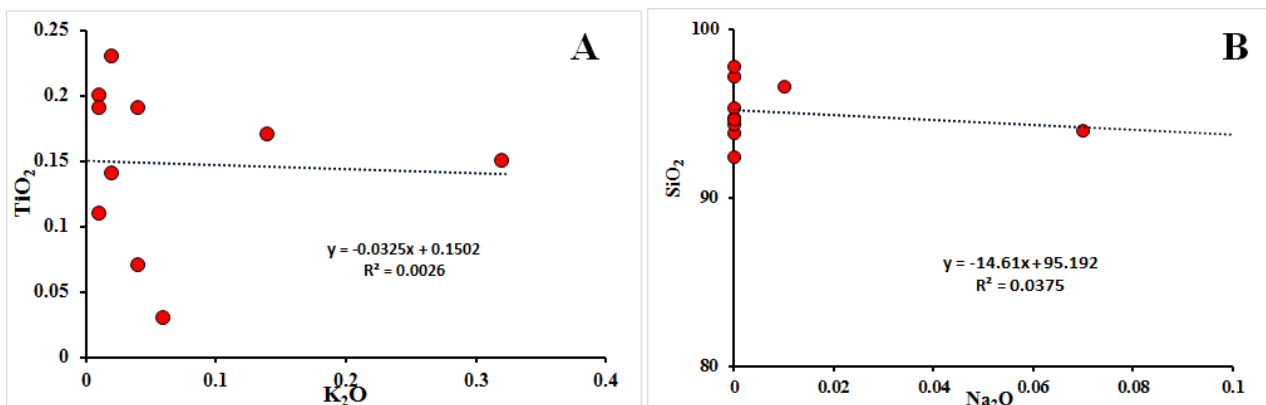 A
TiO₂
0.25
0.2
0.15
0.1
0.05
0
y = -0.0325x + 0.1502
R² = 0.0026
0 0.1 0.2 0.3 0.4
K₂O
B
SiO₂
100
90
80
y = -14.61x + 95.192
R² = 0.0375
0 0.02 0.04 0.06 0.08 0.1
Na₂O